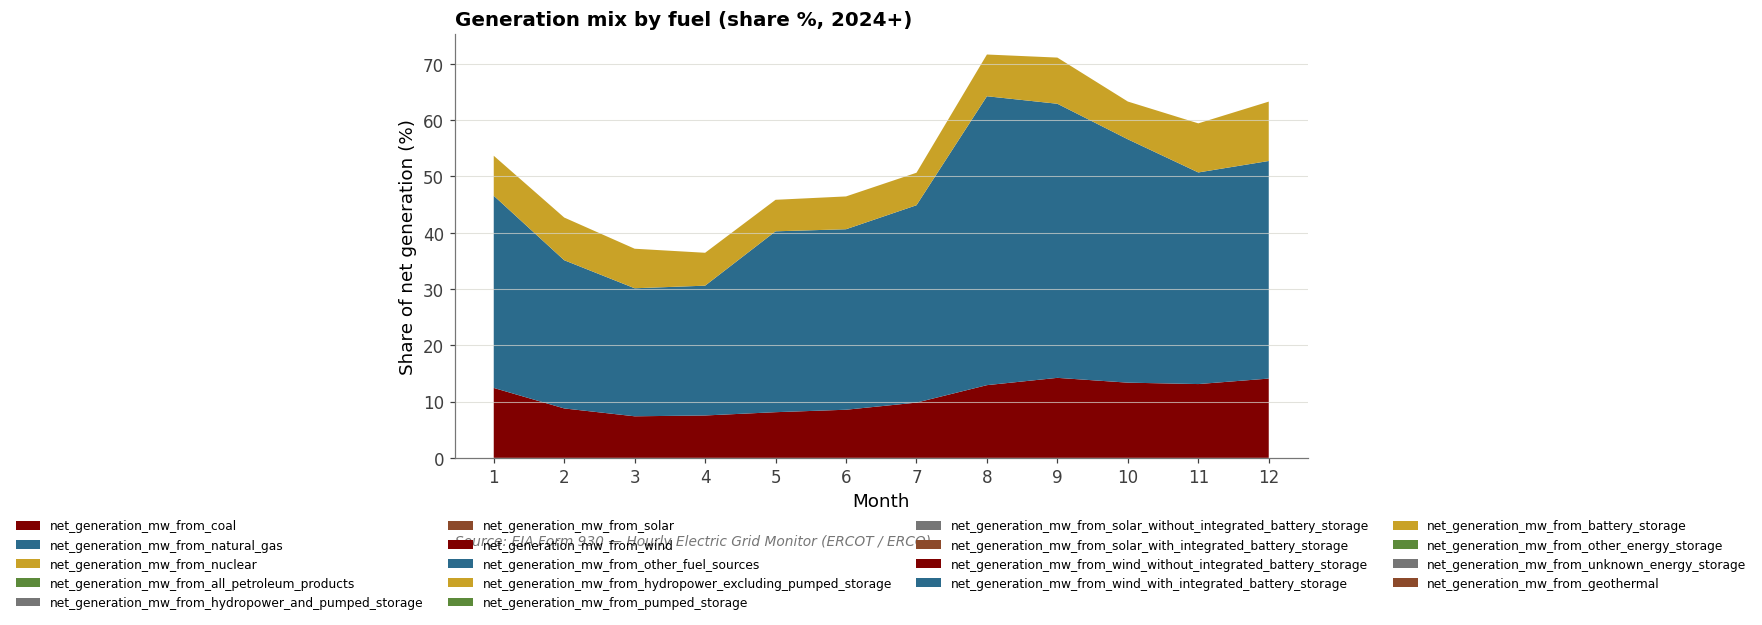 Generation mix by fuel (share %, 2024+)
70
60
50
40
30
20
10
0
Share of net generation (%)
1 2 3 4 5 6 7 8 9 10 11 12
Month
net_generation_mw_from_coal
net_generation_mw_from_natural_gas
net_generation_mw_from_nuclear
net_generation_mw_from_all_petroleum_products
net_generation_mw_from_hydropower_and_pumped_storage
net_generation_mw_from_solar
net_generation_mw_from_wind
net_generation_mw_from_other_fuel_sources
net_generation_mw_from_hydropower_excluding_pumped_storage
net_generation_mw_from_pumped_storage
net_generation_mw_from_solar_without_integrated_battery_storage
net_generation_mw_from_solar_with_integrated_battery_storage
net_generation_mw_from_wind_without_integrated_battery_storage
net_generation_mw_from_wind_with_integrated_battery_storage
net_generation_mw_from_battery_storage
net_generation_mw_from_other_energy_storage
net_generation_mw_from_unknown_energy_storage
net_generation_mw_from_geothermal
Source: EIA Form 930 — Hourly Electric Grid Monitor (ERCOT / ERCO)